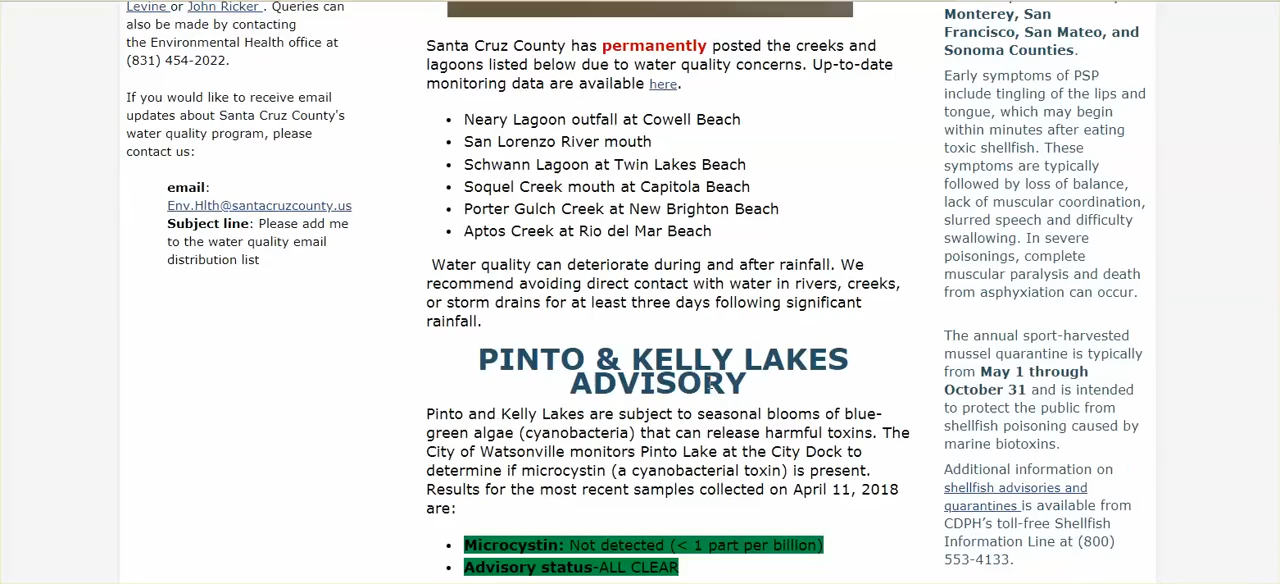 Levine or John Ricker . Queries can
also be made by contacting
the Environmental Health office at
(831) 454-2022.
If you would like to receive email
updates about Santa Cruz County's
water quality program, please
contact us:
email:
Env.Hlth@santacruzcounty.us
Subject line: Please add me
to the water quality email
distribution list
Santa Cruz County has permanently posted the creeks and
lagoons listed below due to water quality concerns. Up-to-date
monitoring data are available here.
• Neary Lagoon outfall at Cowell Beach
• San Lorenzo River mouth
• Schwann Lagoon at Twin Lakes Beach
• Soquel Creek mouth at Capitola Beach
• Porter Gulch Creek at New Brighton Beach
• Aptos Creek at Rio del Mar Beach
Water quality can deteriorate during and after rainfall. We
recommend avoiding direct contact with water in rivers, creeks,
or storm drains for at least three days following significant
rainfall.
PINTO & KELLY LAKES
ADVISORY
Pinto and Kelly Lakes are subject to seasonal blooms of blue-
green algae (cyanobacteria) that can release harmful toxins. The
City of Watsonville monitors Pinto Lake at the City Dock to
determine if microcystin (a cyanobacterial toxin) is present.
Results for the most recent samples collected on April 11, 2018
are:
• Microcystin: Not detected (< 1 part per billion)
• Advisory status-ALL CLEAR
Monterey, San
Francisco, San Mateo, and
Sonoma Counties.
Early symptoms of PSP
include tingling of the lips and
tongue, which may begin
within minutes after eating
toxic shellfish. These
symptoms are typically
followed by loss of balance,
lack of muscular coordination,
slurred speech and difficulty
swallowing. In severe
poisonings, complete
muscular paralysis and death
from asphyxiation can occur.
The annual sport-harvested
mussel quarantine is typically
from May 1 through
October 31 and is intended
to protect the public from
shellfish poisoning caused by
marine biotoxins.
Additional information on
shellfish advisories and
quarantines is available from
CDPH's toll-free Shellfish
Information Line at (800)
553-4133.